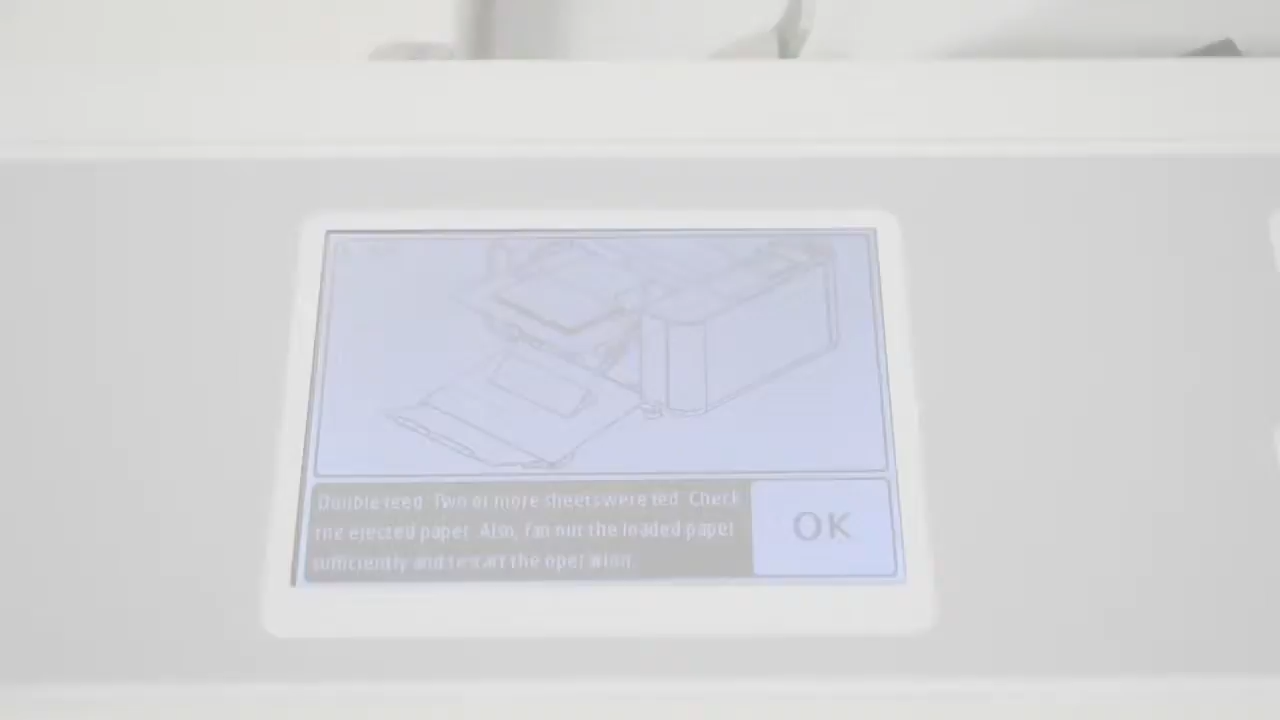 Double feed. Two or more sheets were fed. Check
the ejected paper. Also, fan out the loaded paper
sufficiently and restart the operation.
OK